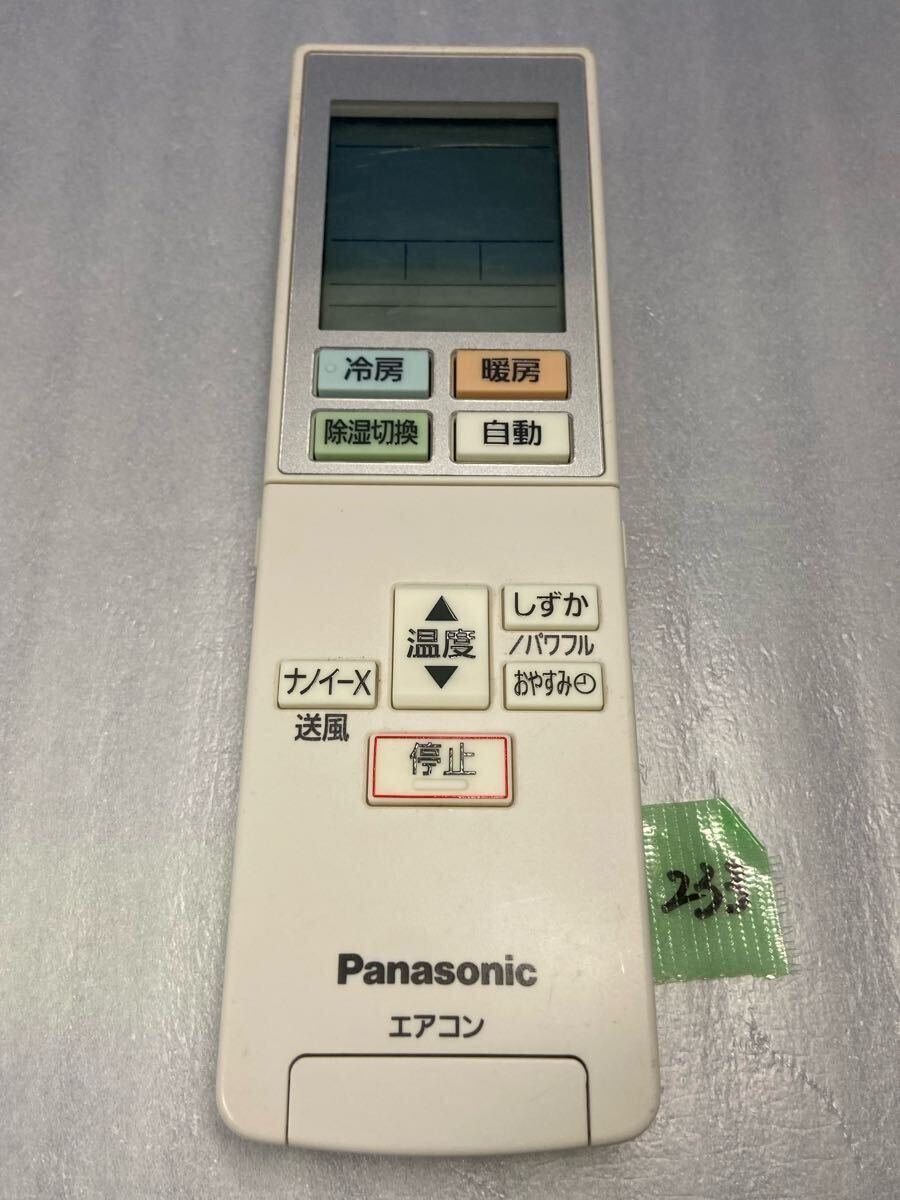 冷房
暖房
除湿切換
自動
▲
温度
▼
しずか
/パワフル
ナノイーX
送風
おやすみ
停止
Panasonic
エアコン